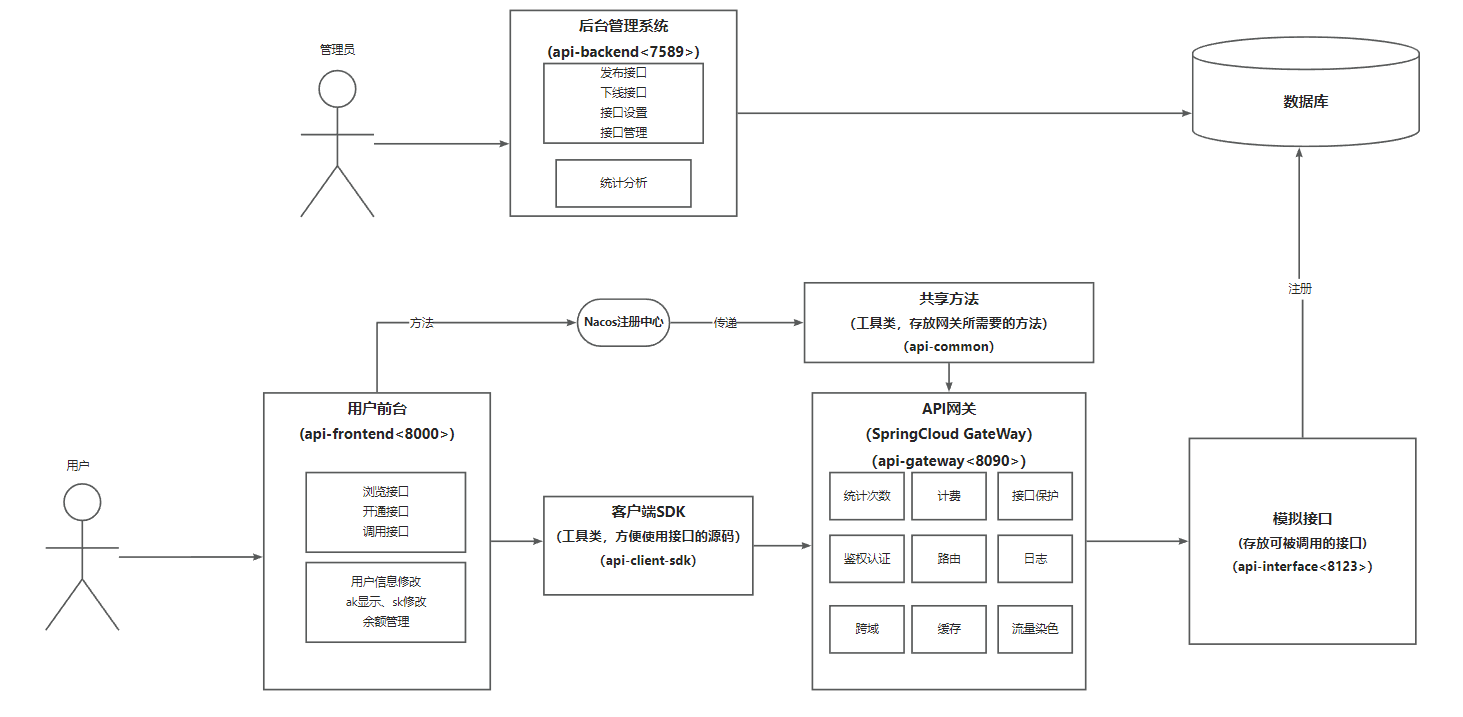 管理员
后台管理系统
(api-backend<7589>)
发布接口
下线接口
接口设置
接口管理
统计分析
数据库
注册
方法
Nacos注册中心
传递
共享方法
(工具类，存放网关所需要的方法)
(api-common)
用户
用户前台
(api-frontend<8000>)
浏览接口
开通接口
调用接口
用户信息修改
ak显示、sk修改
余额管理
客户端SDK
(工具类，方便使用接口的源码)
(api-client-sdk)
API网关
(SpringCloud GateWay)
(api-gateway<8090>)
统计次数
计费
接口保护
鉴权认证
路由
日志
跨域
缓存
流量染色
模拟接口
(存放可被调用的接口)
(api-interface<8123>)